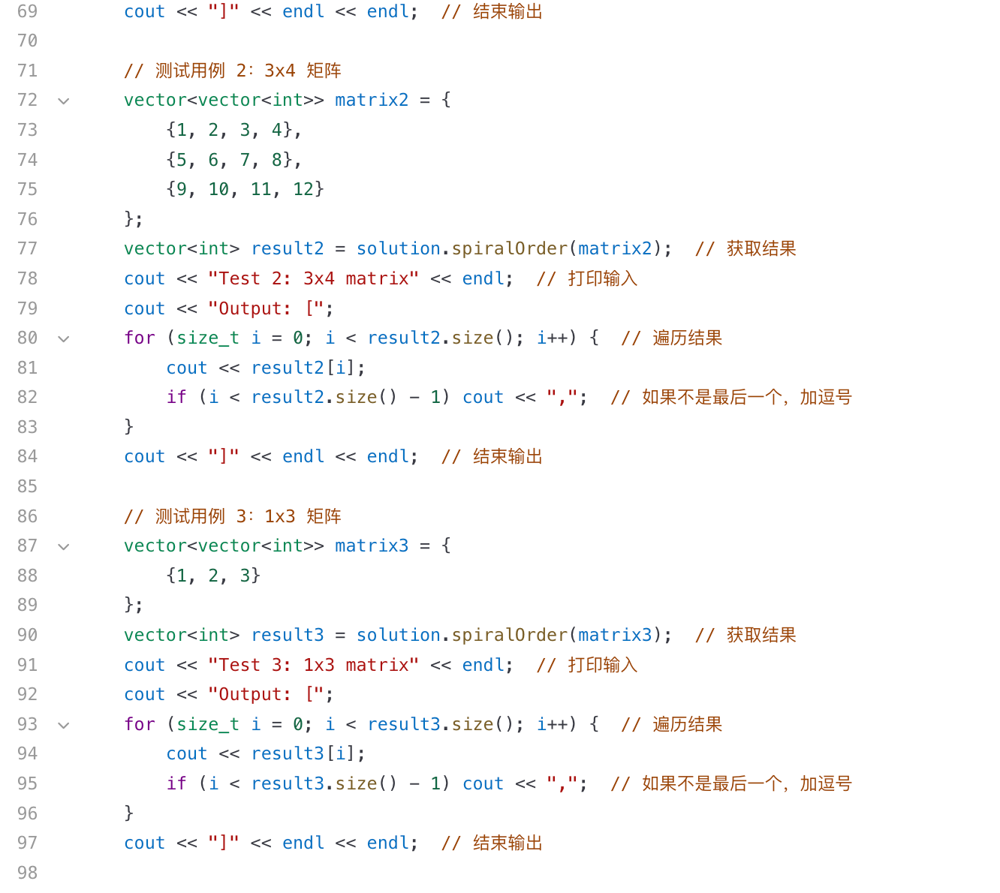 69 cout << "]" << endl << endl;  // 结束输出
70
71 // 测试用例 2：3x4 矩阵
72 vector<vector<int>> matrix2 = {
73     {1, 2, 3, 4},
74     {5, 6, 7, 8},
75     {9, 10, 11, 12}
76 };
77 vector<int> result2 = solution.spiralOrder(matrix2);  // 获取结果
78 cout << "Test 2: 3x4 matrix" << endl;  // 打印输入
79 cout << "Output: [";
80 for (size_t i = 0; i < result2.size(); i++) {  // 遍历结果
81     cout << result2[i];
82     if (i < result2.size() - 1) cout << ",";  // 如果不是最后一个，加逗号
83 }
84 cout << "]" << endl << endl;  // 结束输出
85
86 // 测试用例 3：1x3 矩阵
87 vector<vector<int>> matrix3 = {
88     {1, 2, 3}
89 };
90 vector<int> result3 = solution.spiralOrder(matrix3);  // 获取结果
91 cout << "Test 3: 1x3 matrix" << endl;  // 打印输入
92 cout << "Output: [";
93 for (size_t i = 0; i < result3.size(); i++) {  // 遍历结果
94     cout << result3[i];
95     if (i < result3.size() - 1) cout << ",";  // 如果不是最后一个，加逗号
96 }
97 cout << "]" << endl << endl;  // 结束输出
98